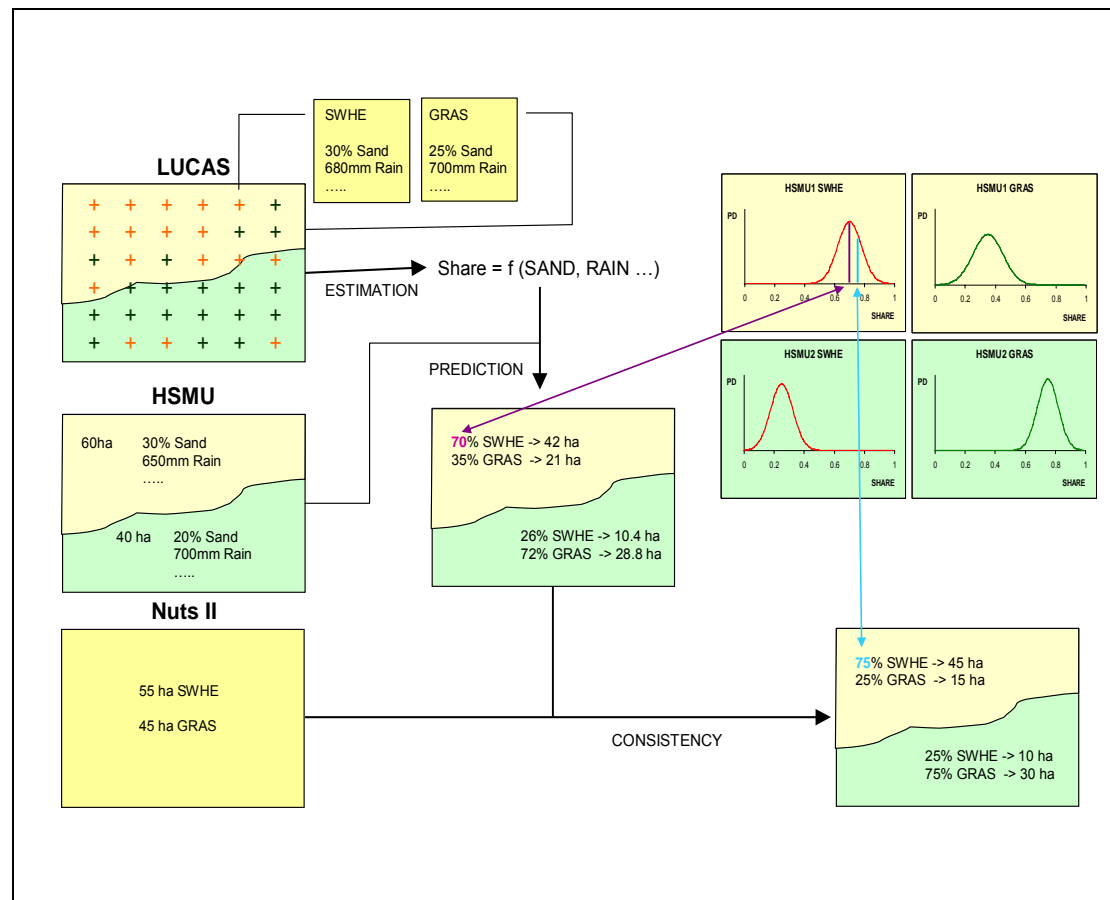 SWHE
30% Sand
680mm Rain
…..
GRAS
25% Sand
700mm Rain
…..
LUCAS
ESTIMATION
Share = f (SAND, RAIN …)
PREDICTION
HSMU
60ha
30% Sand
650mm Rain
…..
40 ha
20% Sand
700mm Rain
…..
70% SWHE -> 42 ha
35% GRAS -> 21 ha
26% SWHE -> 10.4 ha
72% GRAS -> 28.8 ha
HSMU1 SWHE
PD
0 0.2 0.4 0.6 0.8 1
SHARE
HSMU1 GRAS
PD
0 0.2 0.4 0.6 0.8 1
SHARE
HSMU2 SWHE
PD
0 0.2 0.4 0.6 0.8 1
SHARE
HSMU2 GRAS
PD
0 0.2 0.4 0.6 0.8 1
SHARE
Nuts II
55 ha SWHE
45 ha GRAS
CONSISTENCY
75% SWHE -> 45 ha
25% GRAS -> 15 ha
25% SWHE -> 10 ha
75% GRAS -> 30 ha